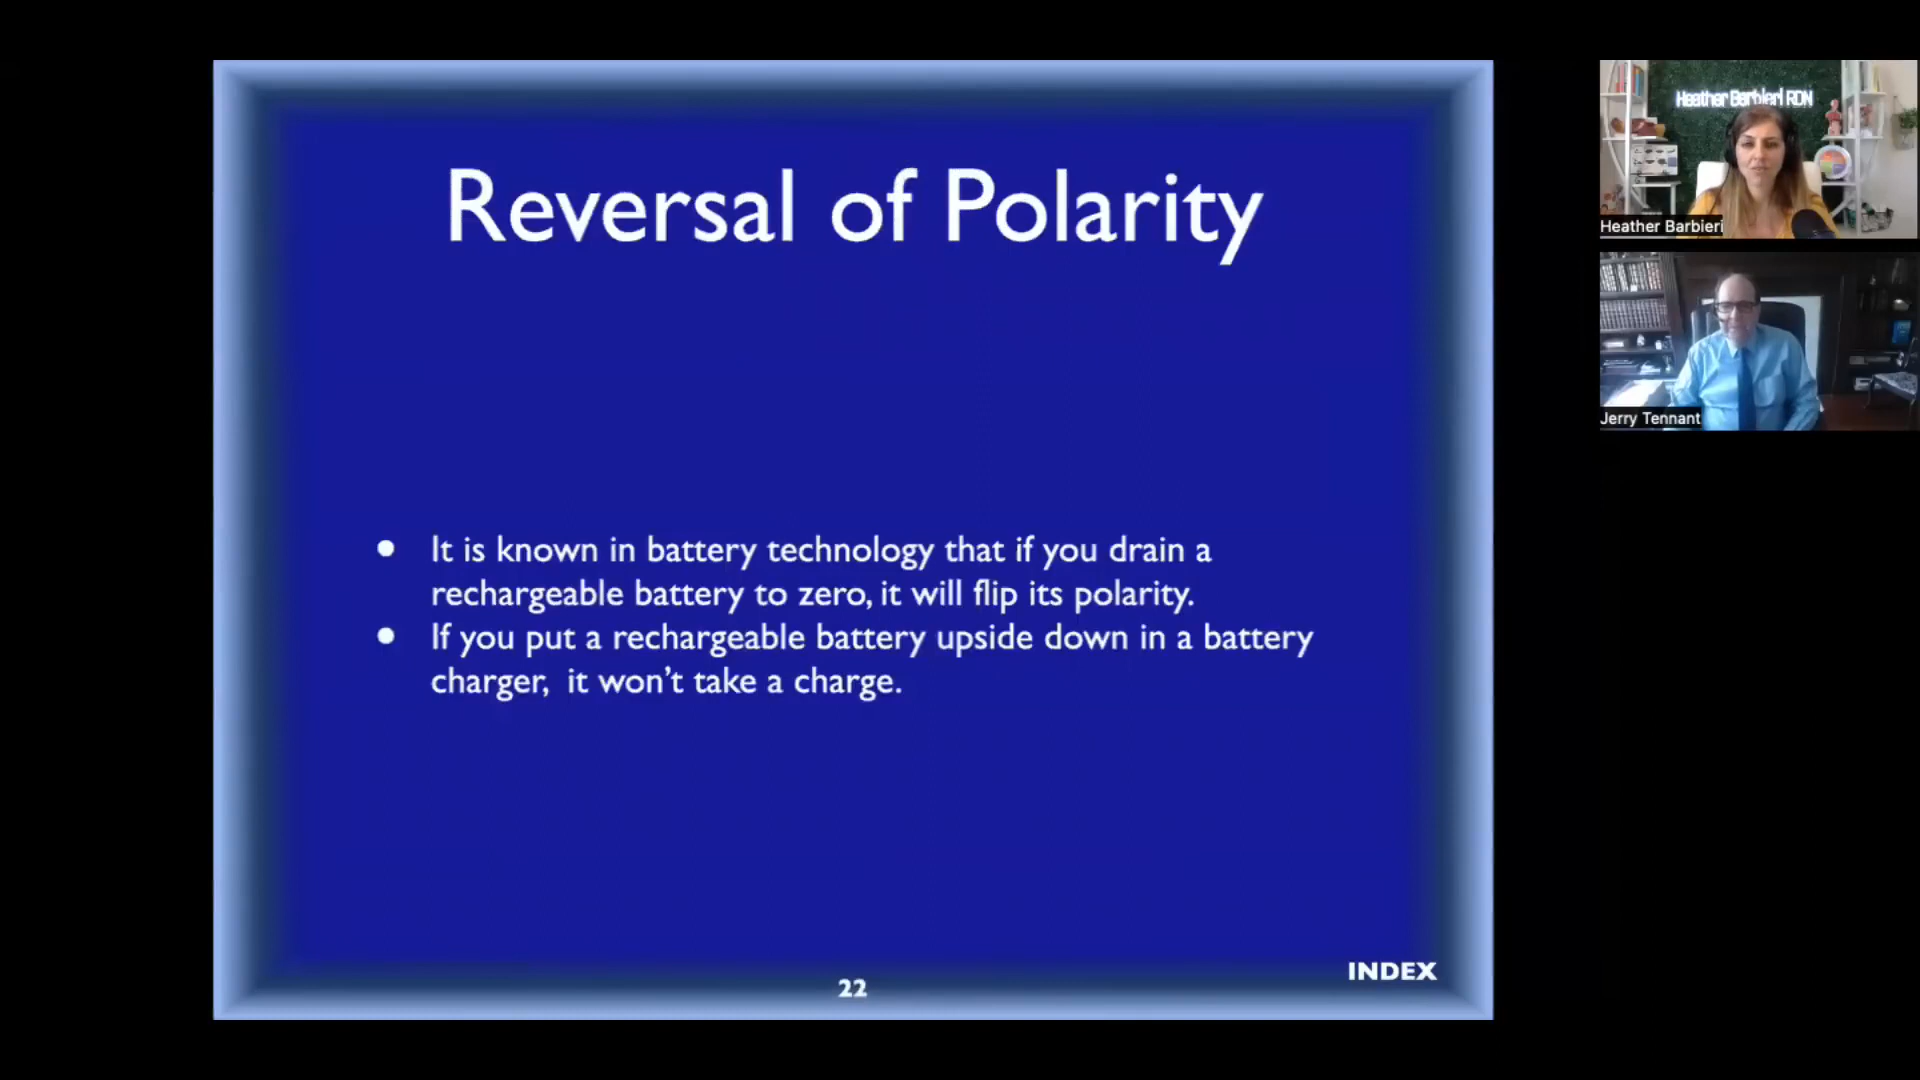 Reversal of Polarity
• It is known in battery technology that if you drain a
rechargeable battery to zero, it will flip its polarity.
• If you put a rechargeable battery upside down in a battery
charger, it won't take a charge.
INDEX
22
Heather Barbieri RDN
Heather Barbieri
Jerry Tennant